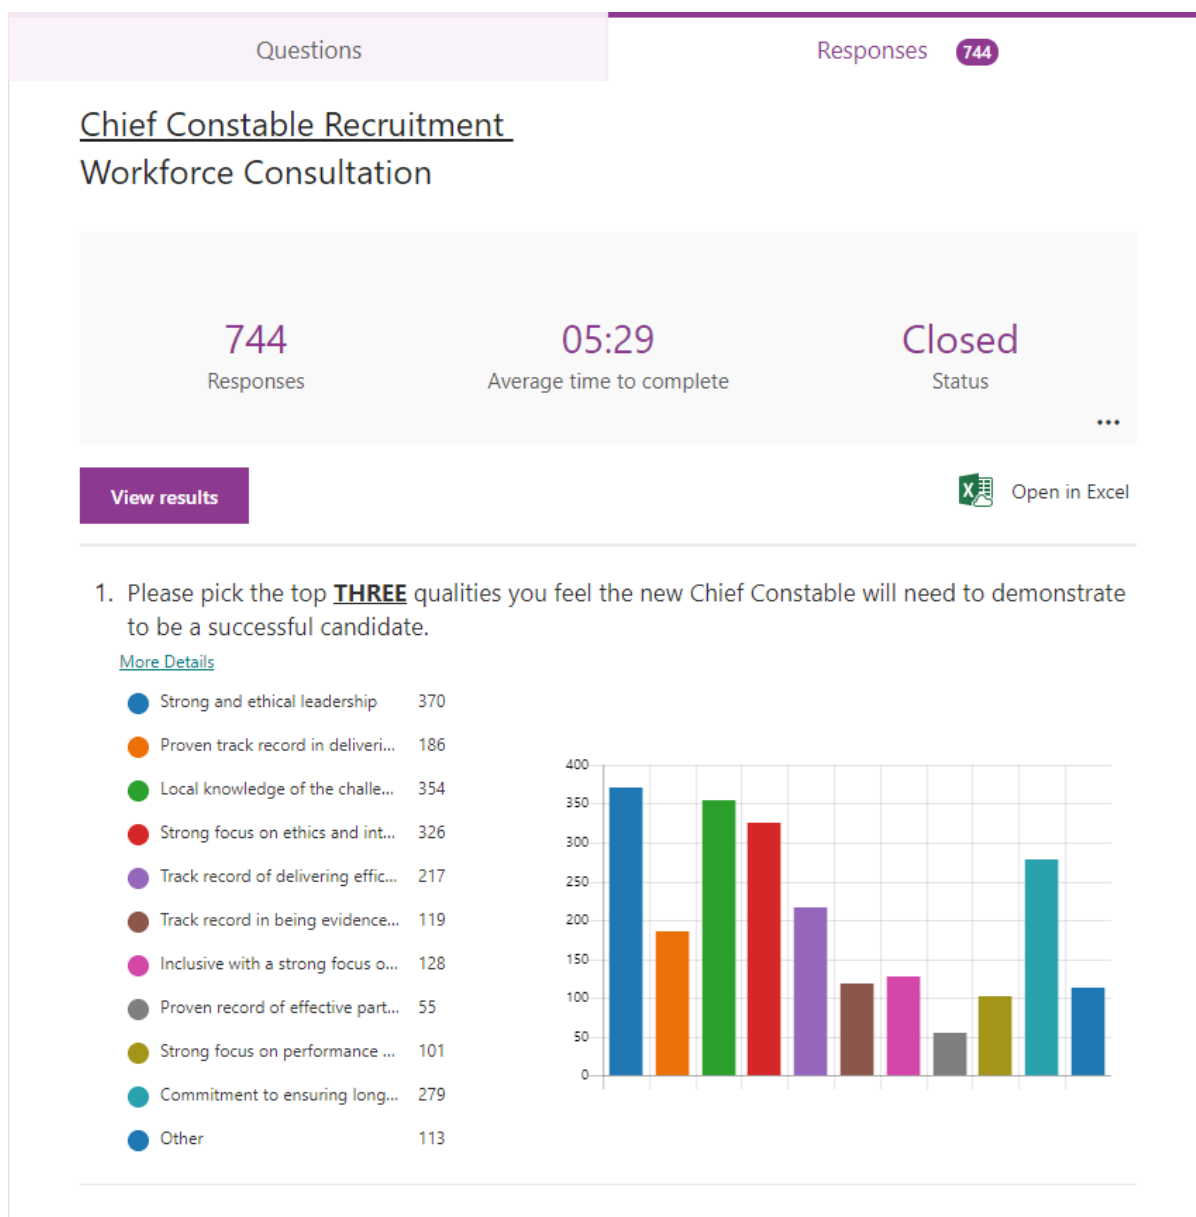 Questions
Responses 744
Chief Constable Recruitment
Workforce Consultation
744
Responses
05:29
Average time to complete
Closed
Status
...
View results
Open in Excel
1. Please pick the top THREE qualities you feel the new Chief Constable will need to demonstrate
to be a successful candidate.
More Details
Strong and ethical leadership 370
Proven track record in deliveri... 186
Local knowledge of the challe... 354
Strong focus on ethics and int... 326
Track record of delivering effic... 217
Track record in being evidence... 119
Inclusive with a strong focus o... 128
Proven record of effective part... 55
Strong focus on performance ... 101
Commitment to ensuring long... 279
Other 113
400
350
300
250
200
150
100
50
0